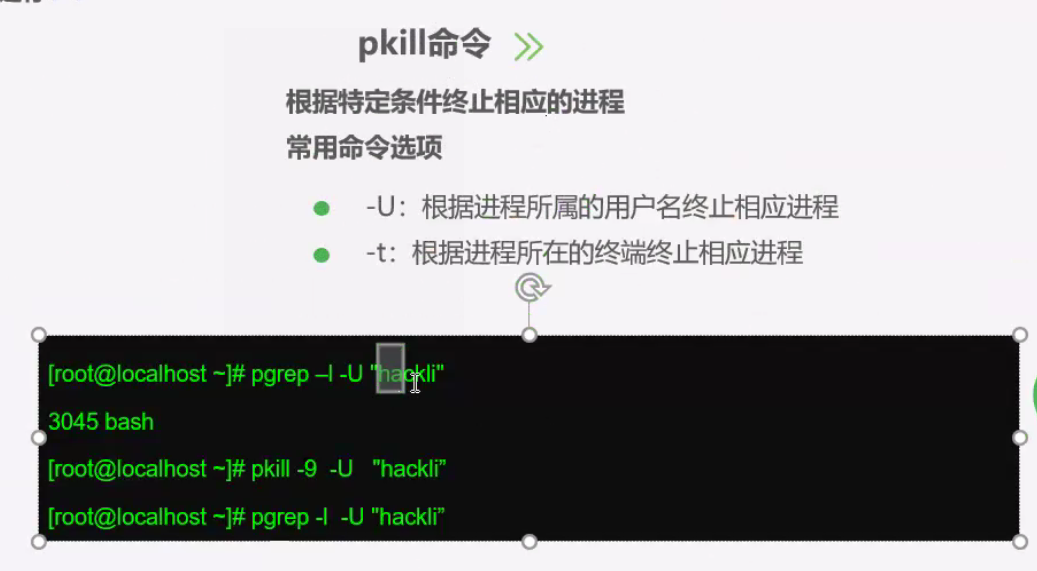 pkill命令
根据特定条件终止相应的进程
常用命令选项
-U：根据进程所属的用户名终止相应进程
-t：根据进程所在的终端终止相应进程
[root@localhost ~]# pgrep –l -U "hackli"
3045 bash
[root@localhost ~]# pkill -9  -U   "hackli”
[root@localhost ~]# pgrep -l  -U "hackli”